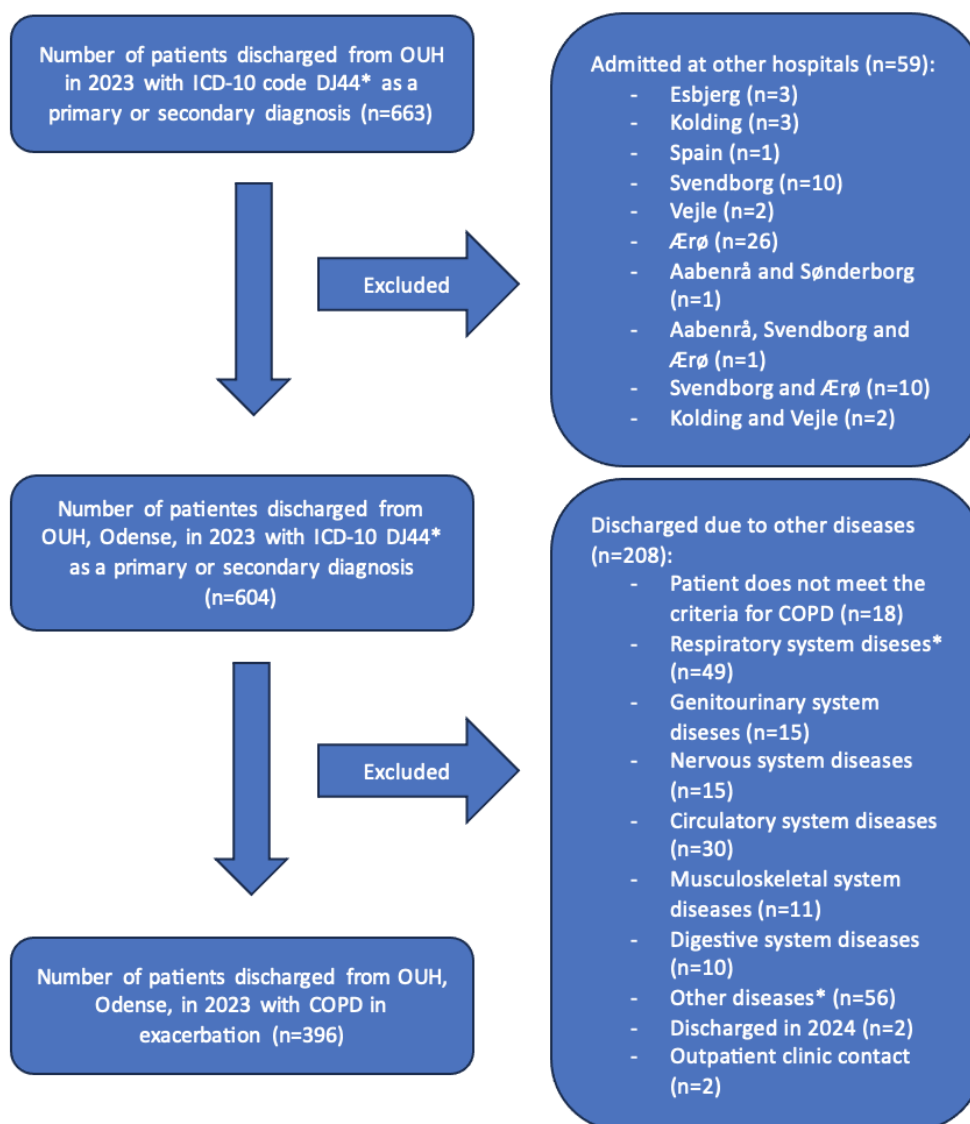 Number of patients discharged from OUH
in 2023 with ICD-10 code DJ44* as a
primary or secondary diagnosis (n=663)
Admitted at other hospitals (n=59):
- Esbjerg (n=3)
- Kolding (n=3)
- Spain (n=1)
- Svendborg (n=10)
- Vejle (n=2)
- Ærø (n=26)
- Aabenrå and Sønderborg
(n=1)
- Aabenrå, Svendborg and
Ærø (n=1)
- Svendborg and Ærø (n=10)
- Kolding and Vejle (n=2)
Excluded
Number of patientes discharged from
OUH, Odense, in 2023 with ICD-10 DJ44*
as a primary or secondary diagnosis
(n=604)
Discharged due to other diseases
(n=208):
- Patient does not meet the
criteria for COPD (n=18)
- Respiratory system diseses*
(n=49)
- Genitourinary system
diseses (n=15)
- Nervous system diseases
(n=15)
- Circulatory system diseases
(n=30)
- Musculoskeletal system
diseases (n=11)
- Digestive system diseases
(n=10)
- Other diseases* (n=56)
- Discharged in 2024 (n=2)
- Outpatient clinic contact
(n=2)
Excluded
Number of patients discharged from OUH,
Odense, in 2023 with COPD in
exacerbation (n=396)